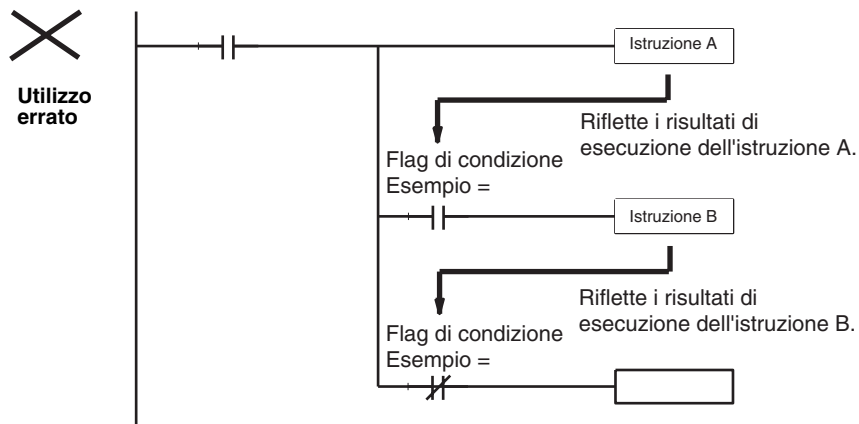 Utilizzo
errato
Istruzione A
Riflette i risultati di
esecuzione dell'istruzione A.
Flag di condizione
Esempio =
Istruzione B
Riflette i risultati di
esecuzione dell'istruzione B.
Flag di condizione
Esempio =